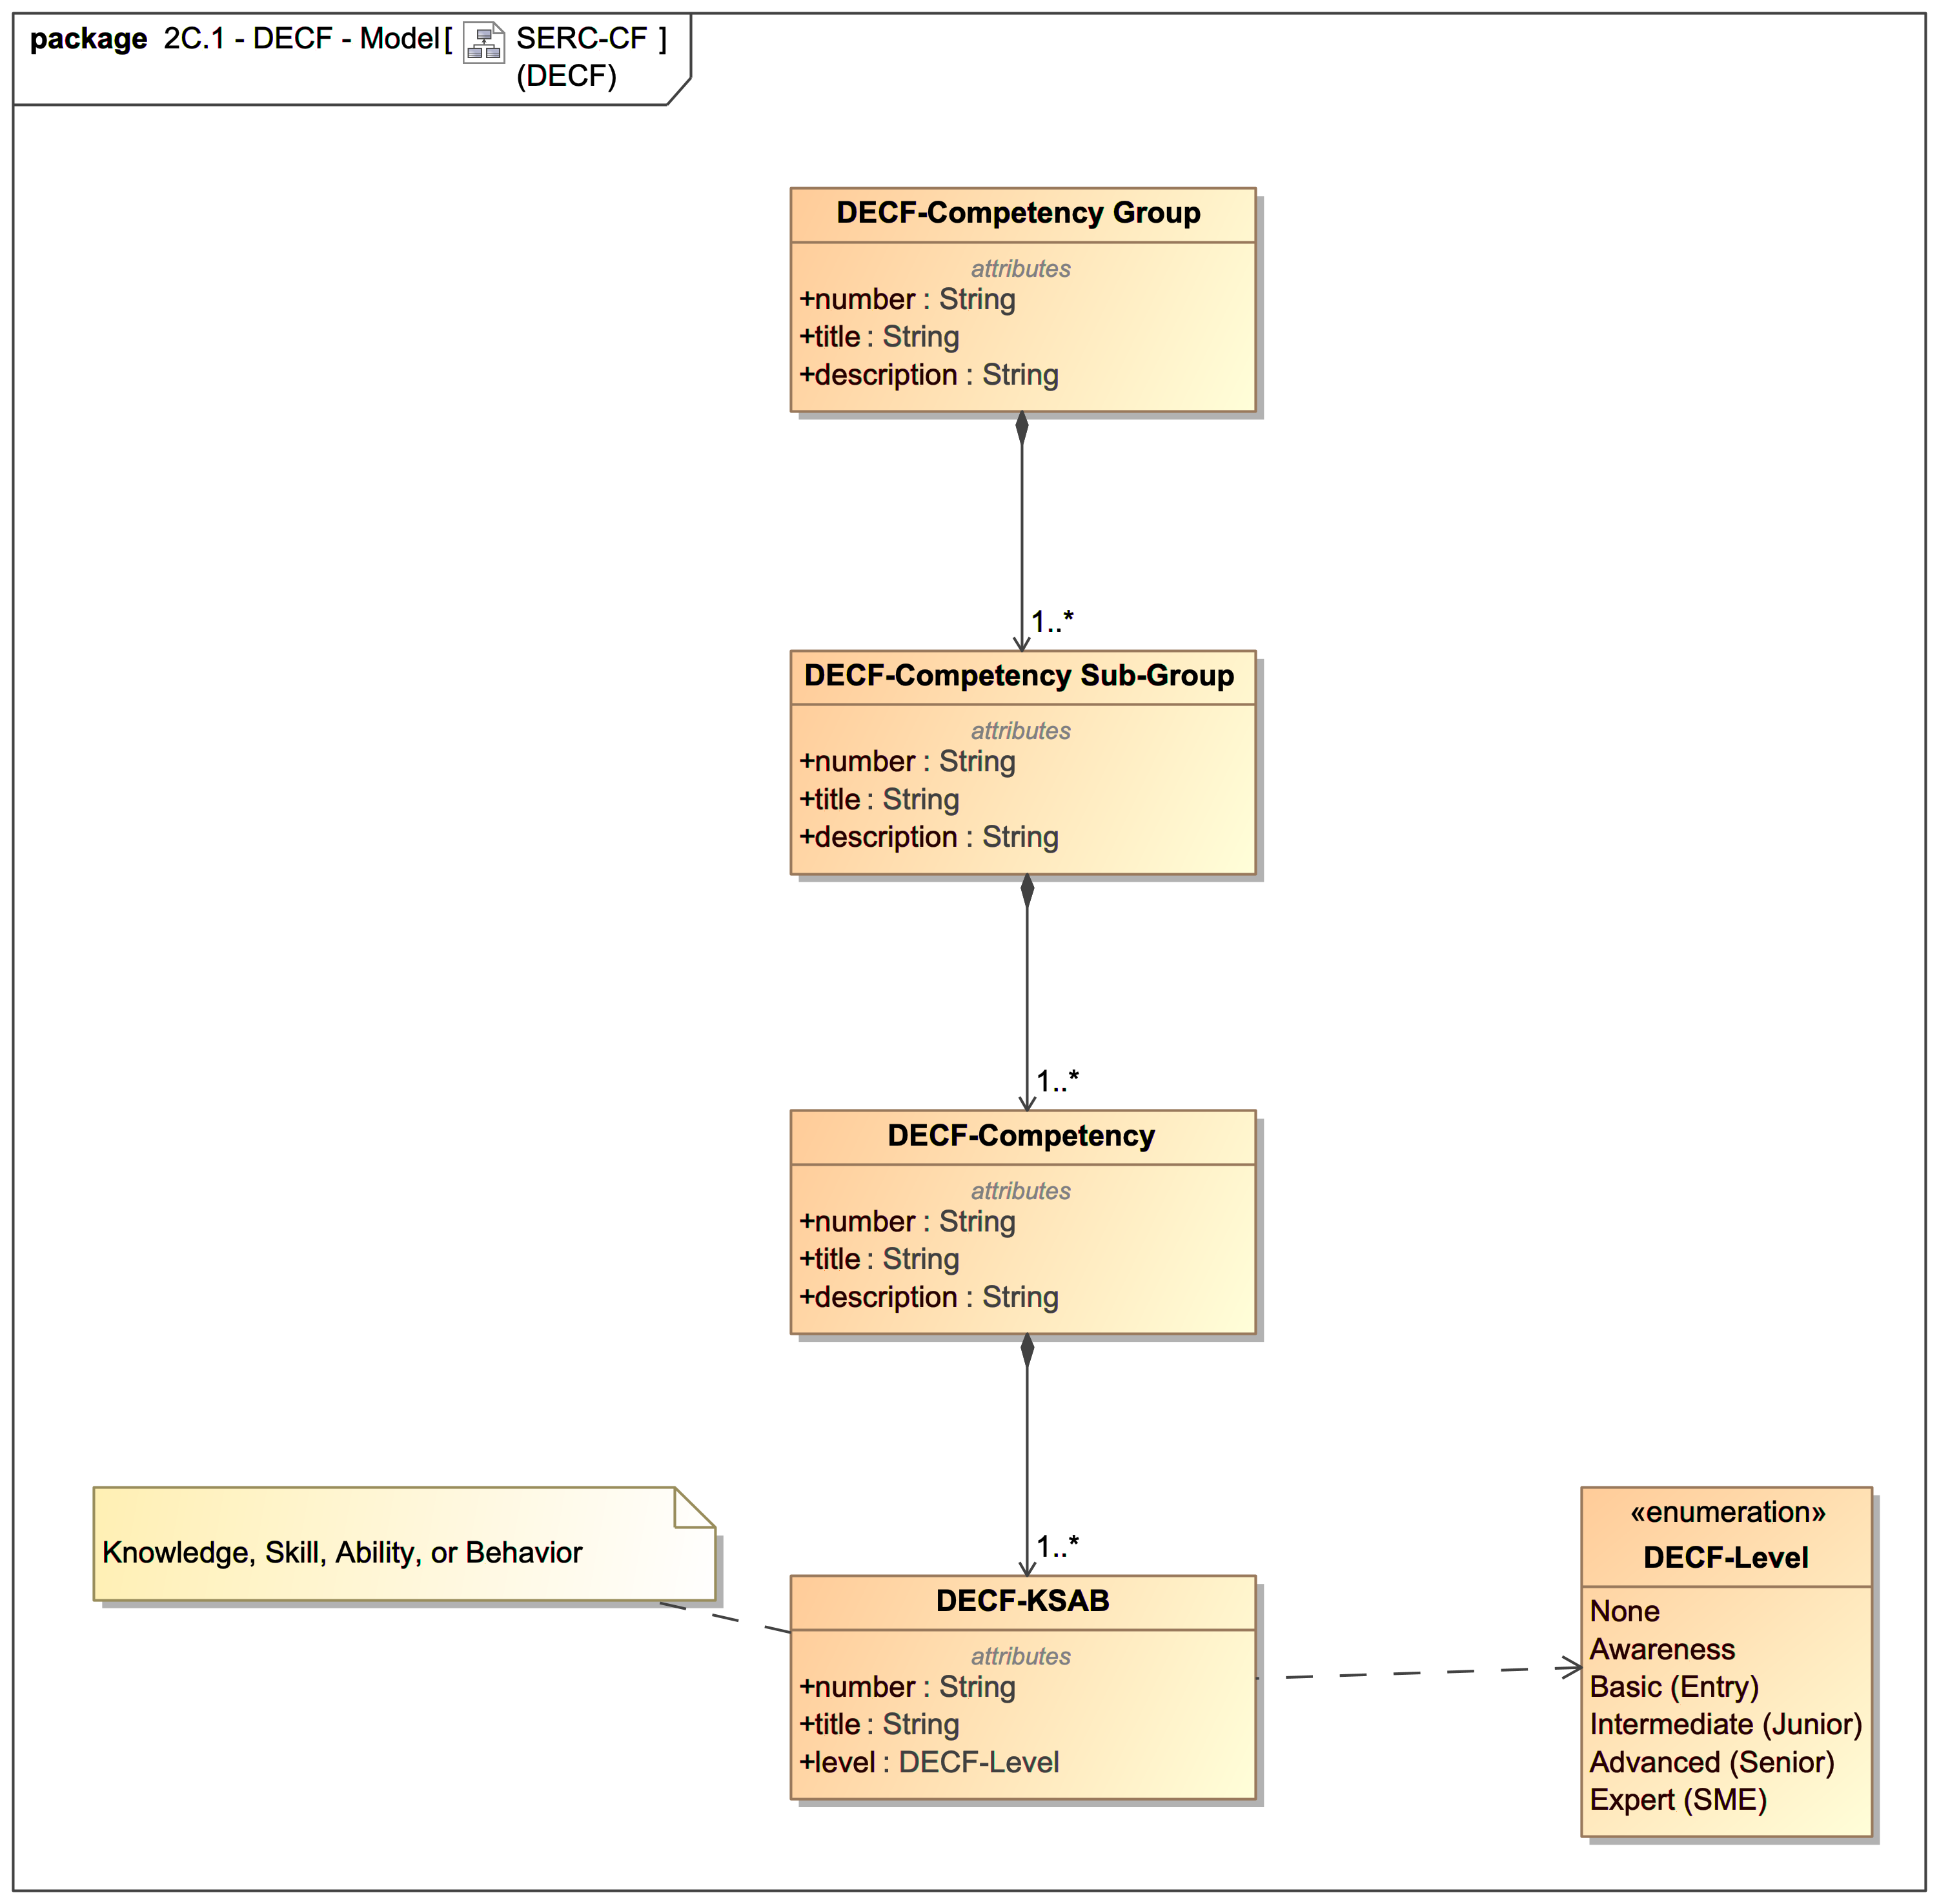 package 2C.1 - DECF - Model[ SERC-CF ]
(DECF)
DECF-Competency Group
attributes
+number : String
+title : String
+description : String
1..*
DECF-Competency Sub-Group
attributes
+number : String
+title : String
+description : String
1..*
DECF-Competency
attributes
+number : String
+title : String
+description : String
1..*
Knowledge, Skill, Ability, or Behavior
DECF-KSAB
attributes
+number : String
+title : String
+level : DECF-Level
«enumeration»
DECF-Level
None
Awareness
Basic (Entry)
Intermediate (Junior)
Advanced (Senior)
Expert (SME)